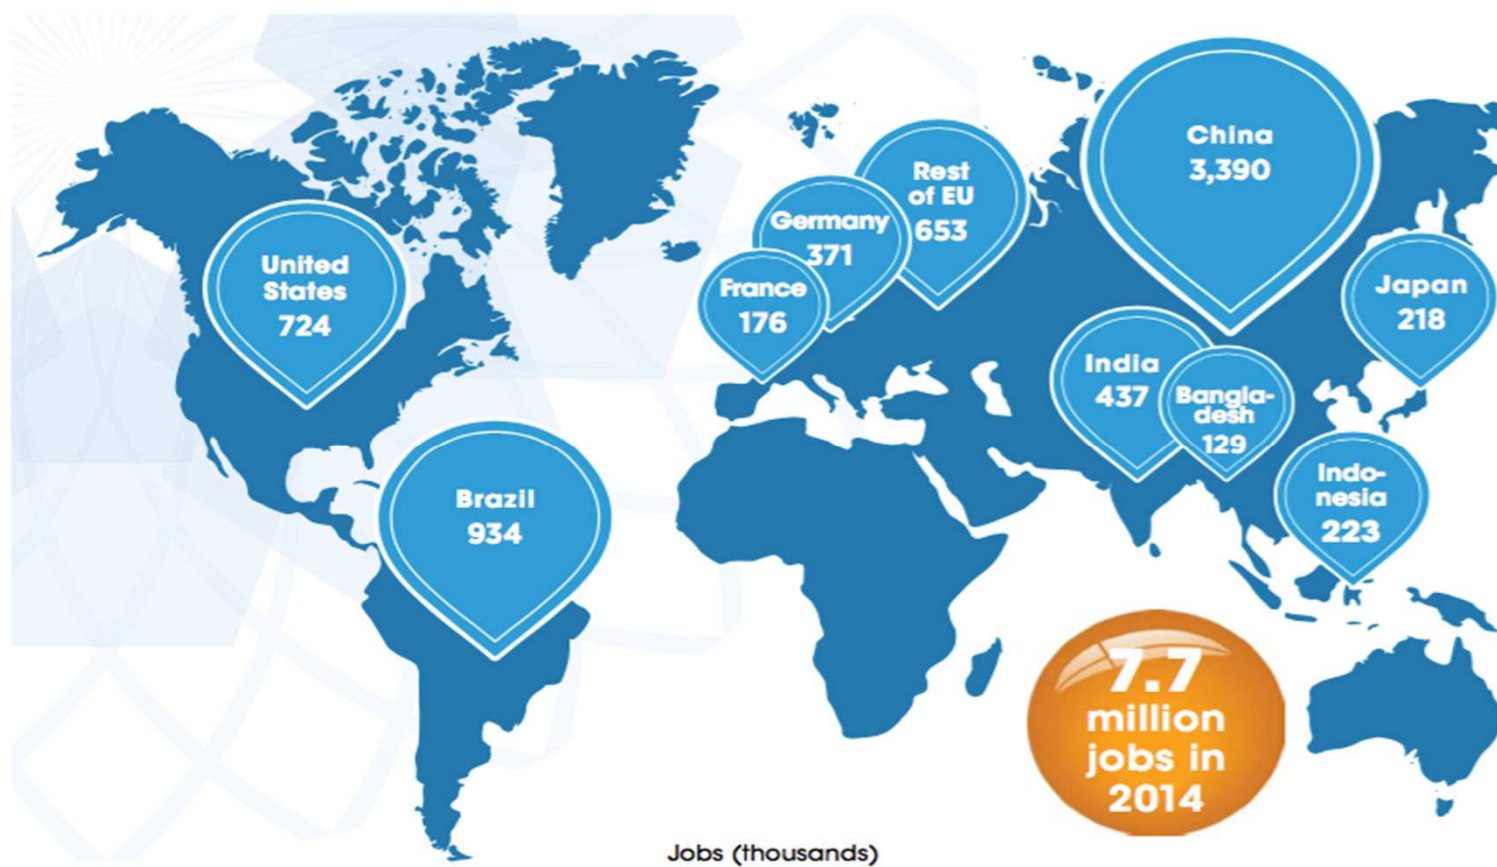 China
3,390
Rest
of EU
653
Germany
371
France
176
United
States
724
Japan
218
India
437
Bangla-
desh
129
Indo-
nesia
223
Brazil
934
7.7
million
jobs in
2014
Jobs (thousands)